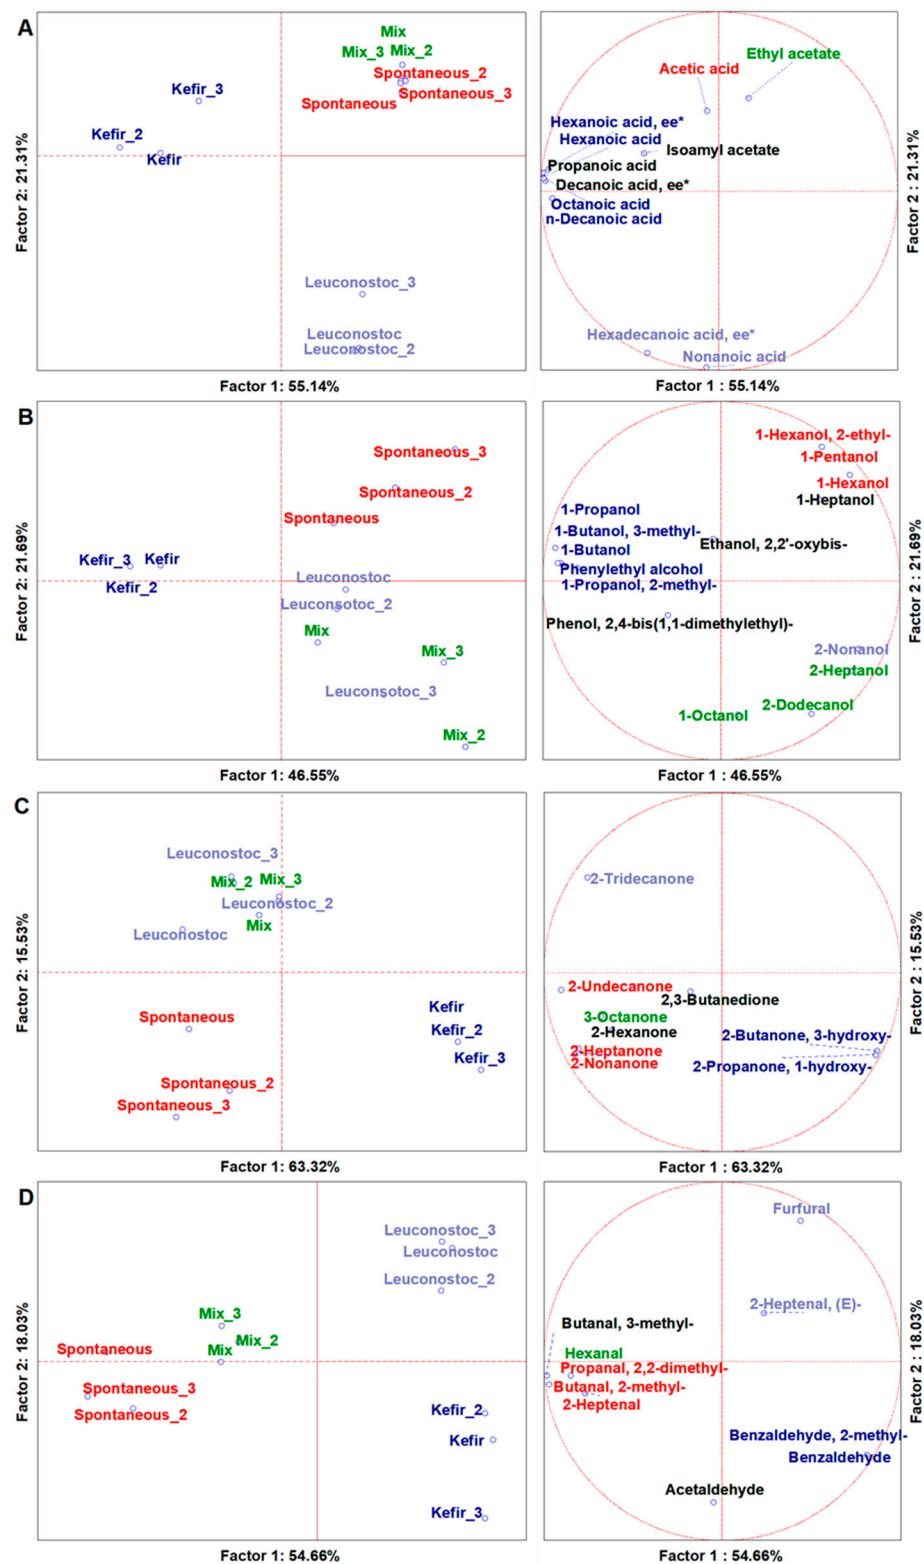 A
Mix
Mix_3 Mix_2
Spontaneous_2
Spontaneous Spontaneous_3
Kefir_3
Kefir_2
Kefir
Leuconostoc_3
Leuconostoc
Leuconostoc_2
Factor 2: 21.31%
Factor 1: 55.14%
Ethyl acetate
Acetic acid
Hexanoic acid, ee*
Hexanoic acid
Isoamyl acetate
Propanoic acid
Decanoic acid, ee*
Octanoic acid
n-Decanoic acid
Hexadecanoic acid, ee*
Nonanoic acid
Factor 2 : 21.31%
Factor 1 : 55.14%
B
Spontaneous_3
Spontaneous_2
Spontaneous
Kefir_3 Kefir
Kefir_2
Leuconostoc
Leuconsotoc_2
Mix
Mix_3
Leuconsotoc_3
Mix_2
Factor 2: 21.69%
Factor 1: 46.55%
1-Hexanol, 2-ethyl-
1-Pentanol
1-Hexanol
1-Heptanol
1-Propanol
1-Butanol, 3-methyl-
Ethanol, 2,2'-oxybis-
1-Butanol
Phenylethyl alcohol
1-Propanol, 2-methyl-
Phenol, 2,4-bis(1,1-dimethylethyl)-
2-Nonanol
2-Heptanol
2-Dodecanol
1-Octanol
Factor 2 : 21.69%
Factor 1 : 46.55%
C
Leuconostoc_3
Mix_2 Mix_3
Leuconostoc_2
Mix
Leuconostoc
Spontaneous
Kefir
Kefir_2
Kefir_3
Spontaneous_2
Spontaneous_3
Factor 2: 15.53%
Factor 1: 63.32%
2-Tridecanone
2-Undecanone
2,3-Butanedione
3-Octanone
2-Hexanone
2-Butanone, 3-hydroxy-
2-Heptanone
2-Nonanone
2-Propanone, 1-hydroxy-
Factor 2 : 15.53%
Factor 1 : 63.32%
D
Leuconostoc_3
Leuconostoc
Leuconostoc_2
Mix_3
Mix_2
Mix
Spontaneous
Spontaneous_3
Spontaneous_2
Kefir_2
Kefir
Kefir_3
Factor 2: 18.03%
Factor 1: 54.66%
Furfural
2-Heptenal, (E)-
Butanal, 3-methyl-
Hexanal
Propanal, 2,2-dimethyl-
Butanal, 2-methyl-
2-Heptenal
Benzaldehyde, 2-methyl-
Benzaldehyde
Acetaldehyde
Factor 2 : 18.03%
Factor 1 : 54.66%